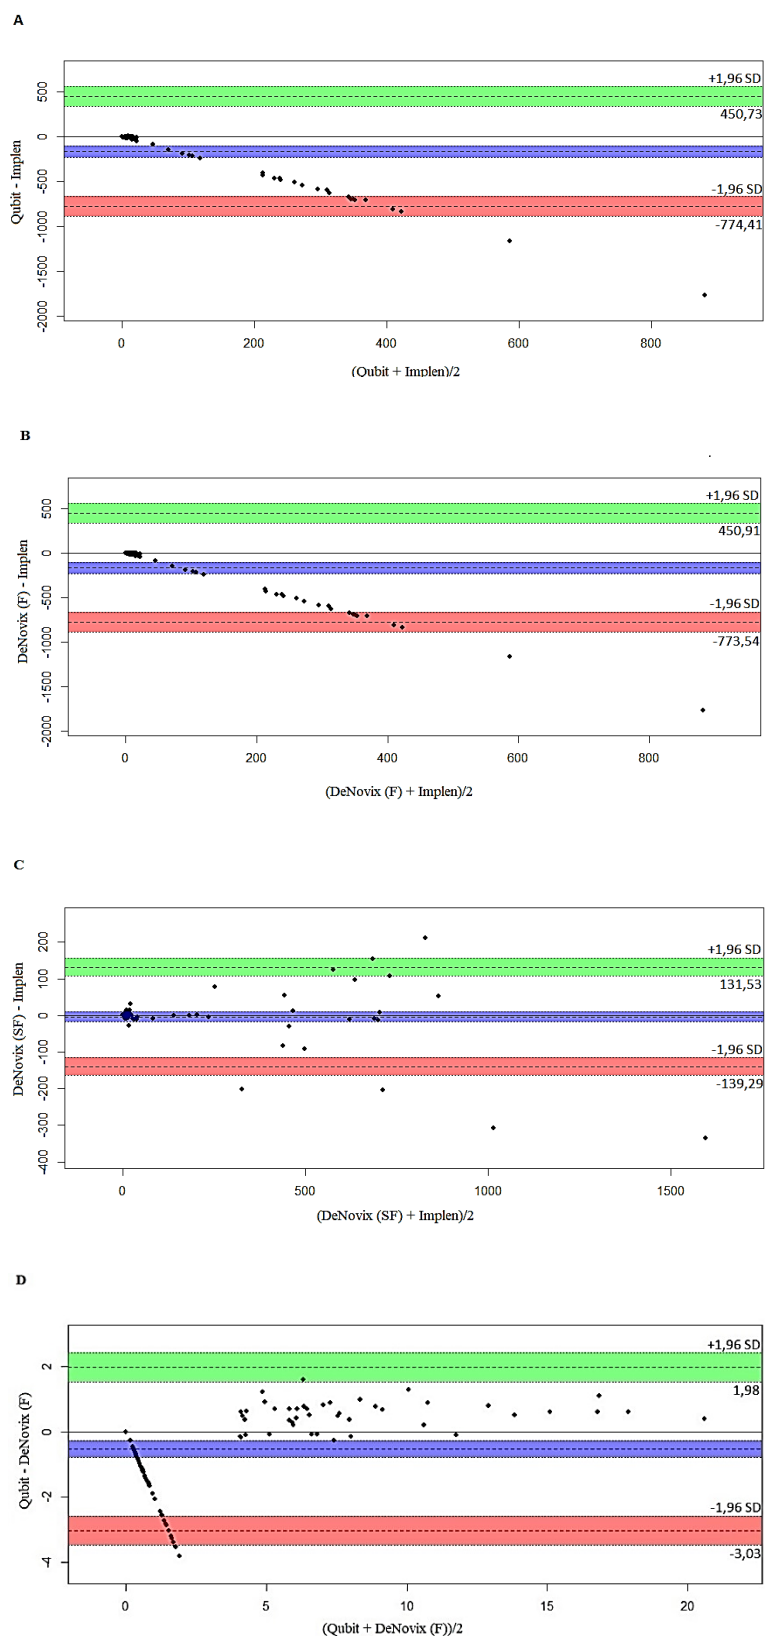 A
+1,96 SD
450,73
-1,96 SD
-774,41
500
0
-500
-1000
-1500
-2000
Qubit - Implen
0 200 400 600 800
(Qubit + Implen)/2
B
+1,96 SD
450,91
-1,96 SD
-773,54
500
0
-500
-1000
-1500
-2000
DeNovix (F) - Implen
0 200 400 600 800
(DeNovix (F) + Implen)/2
C
+1,96 SD
131,53
-1,96 SD
-139,29
200
100
0
-100
-200
-300
-400
DeNovix (SF) - Implen
0 500 1000 1500
(DeNovix (SF) + Implen)/2
D
+1,96 SD
1,98
-1,96 SD
-3,03
2
0
-2
-4
Qubit - DeNovix (F)
0 5 10 15 20
(Qubit + DeNovix (F))/2